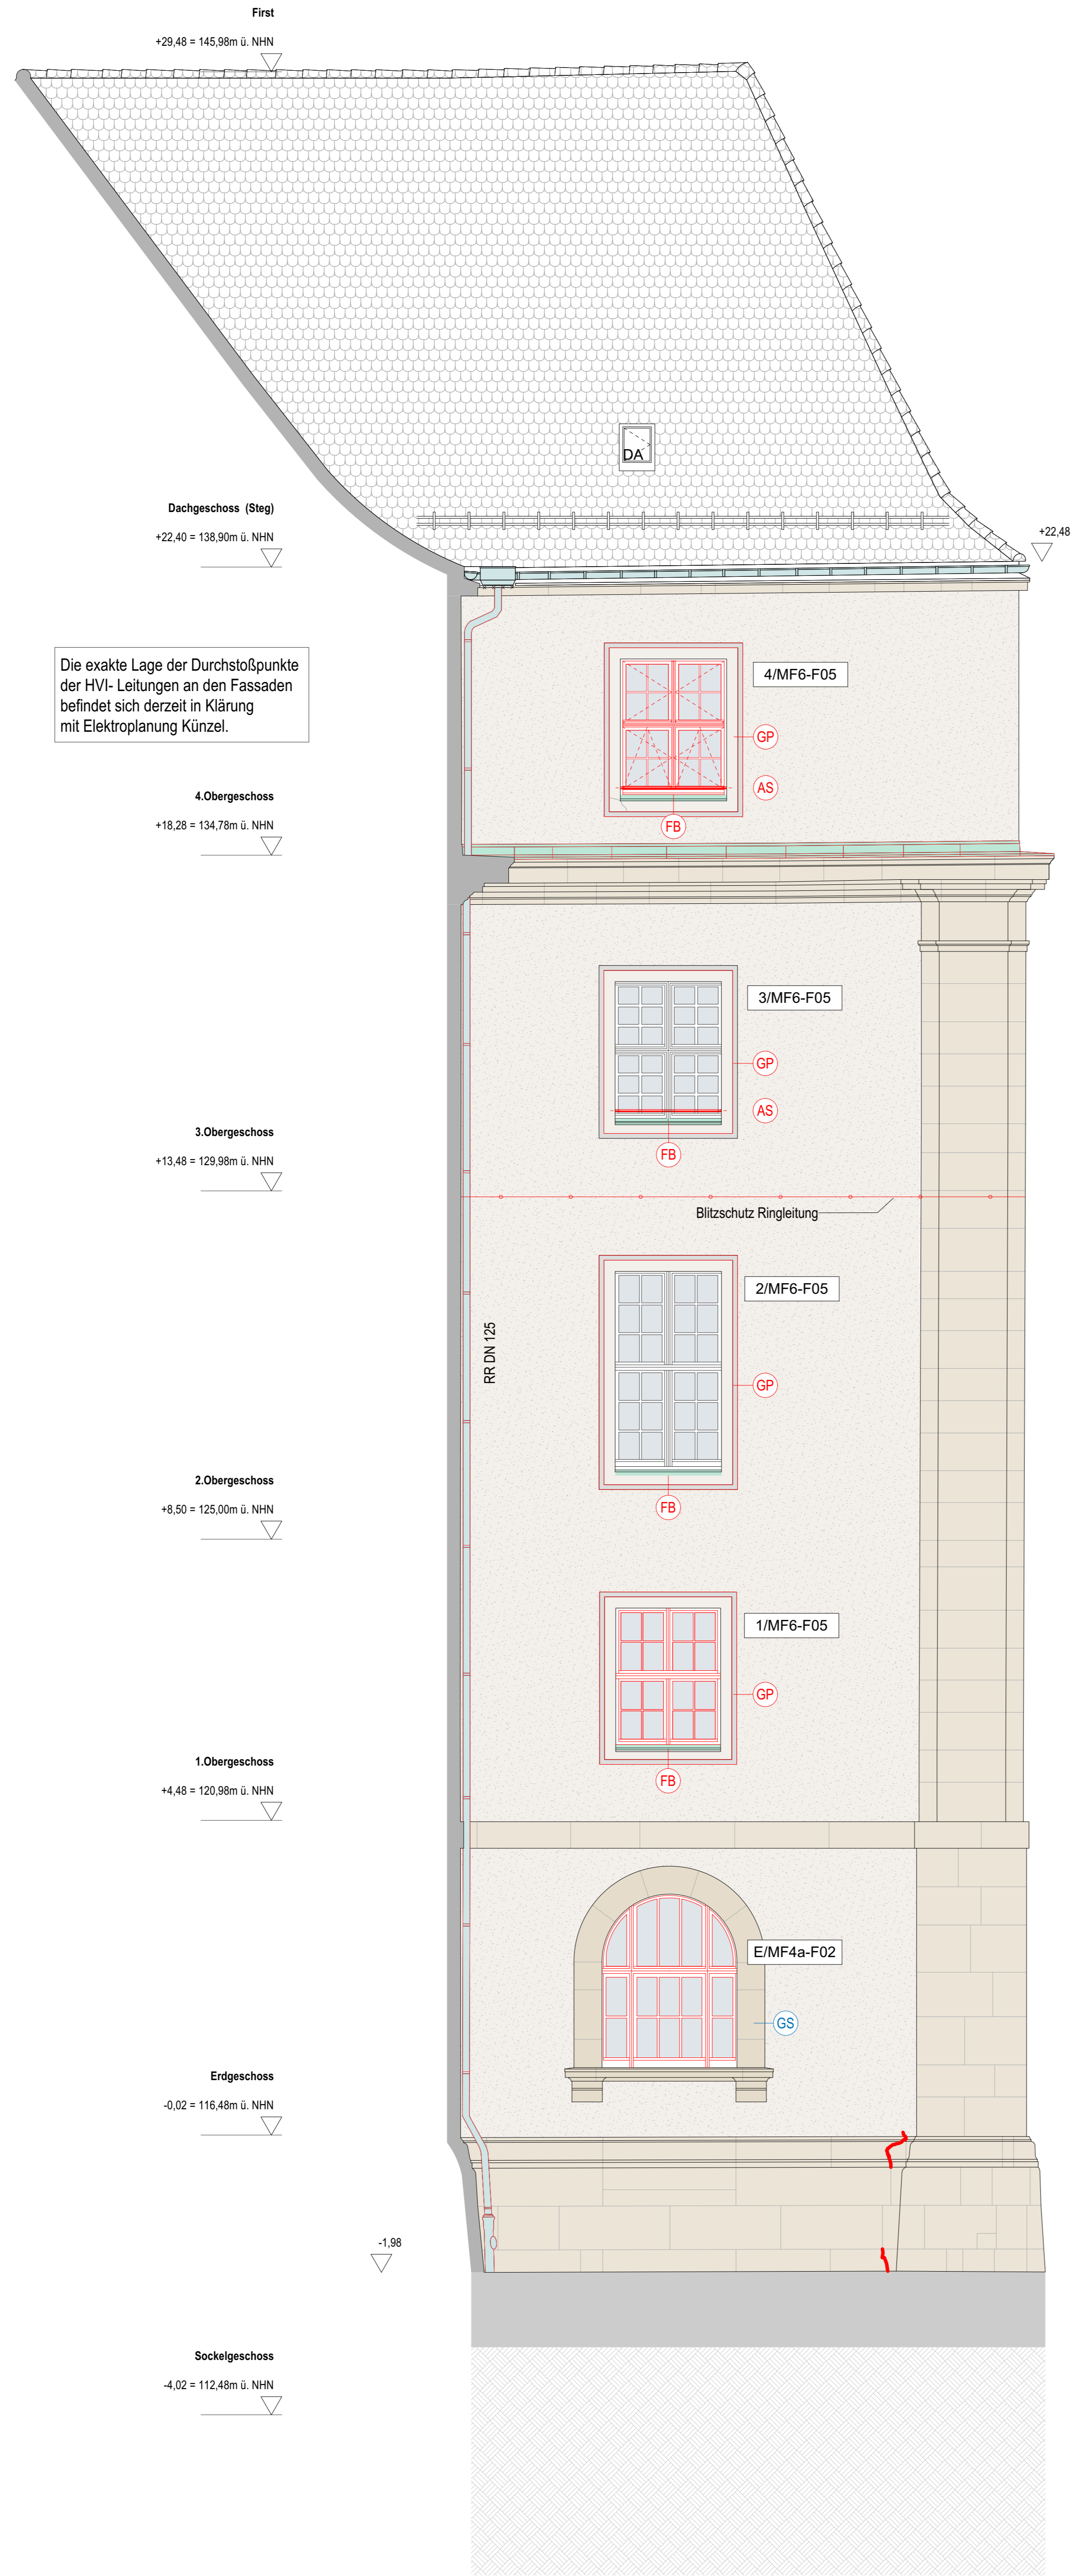 First
+29,48 = 145,98m ü. NHN
DA
Dachgeschoss (Steg)
+22,40 = 138,90m ü. NHN
+22,48
Die exakte Lage der Durchstoßpunkte
der HVI- Leitungen an den Fassaden
befindet sich derzeit in Klärung
mit Elektroplanung Künzel.
4/MF6-F05
GP
AS
FB
4.Obergeschoss
+18,28 = 134,78m ü. NHN
3/MF6-F05
GP
AS
FB
3.Obergeschoss
+13,48 = 129,98m ü. NHN
Blitzschutz Ringleitung
2/MF6-F05
RR DN 125
GP
FB
2.Obergeschoss
+8,50 = 125,00m ü. NHN
1/MF6-F05
GP
FB
1.Obergeschoss
+4,48 = 120,98m ü. NHN
E/MF4a-F02
GS
Erdgeschoss
-0,02 = 116,48m ü. NHN
-1,98
Sockelgeschoss
-4,02 = 112,48m ü. NHN